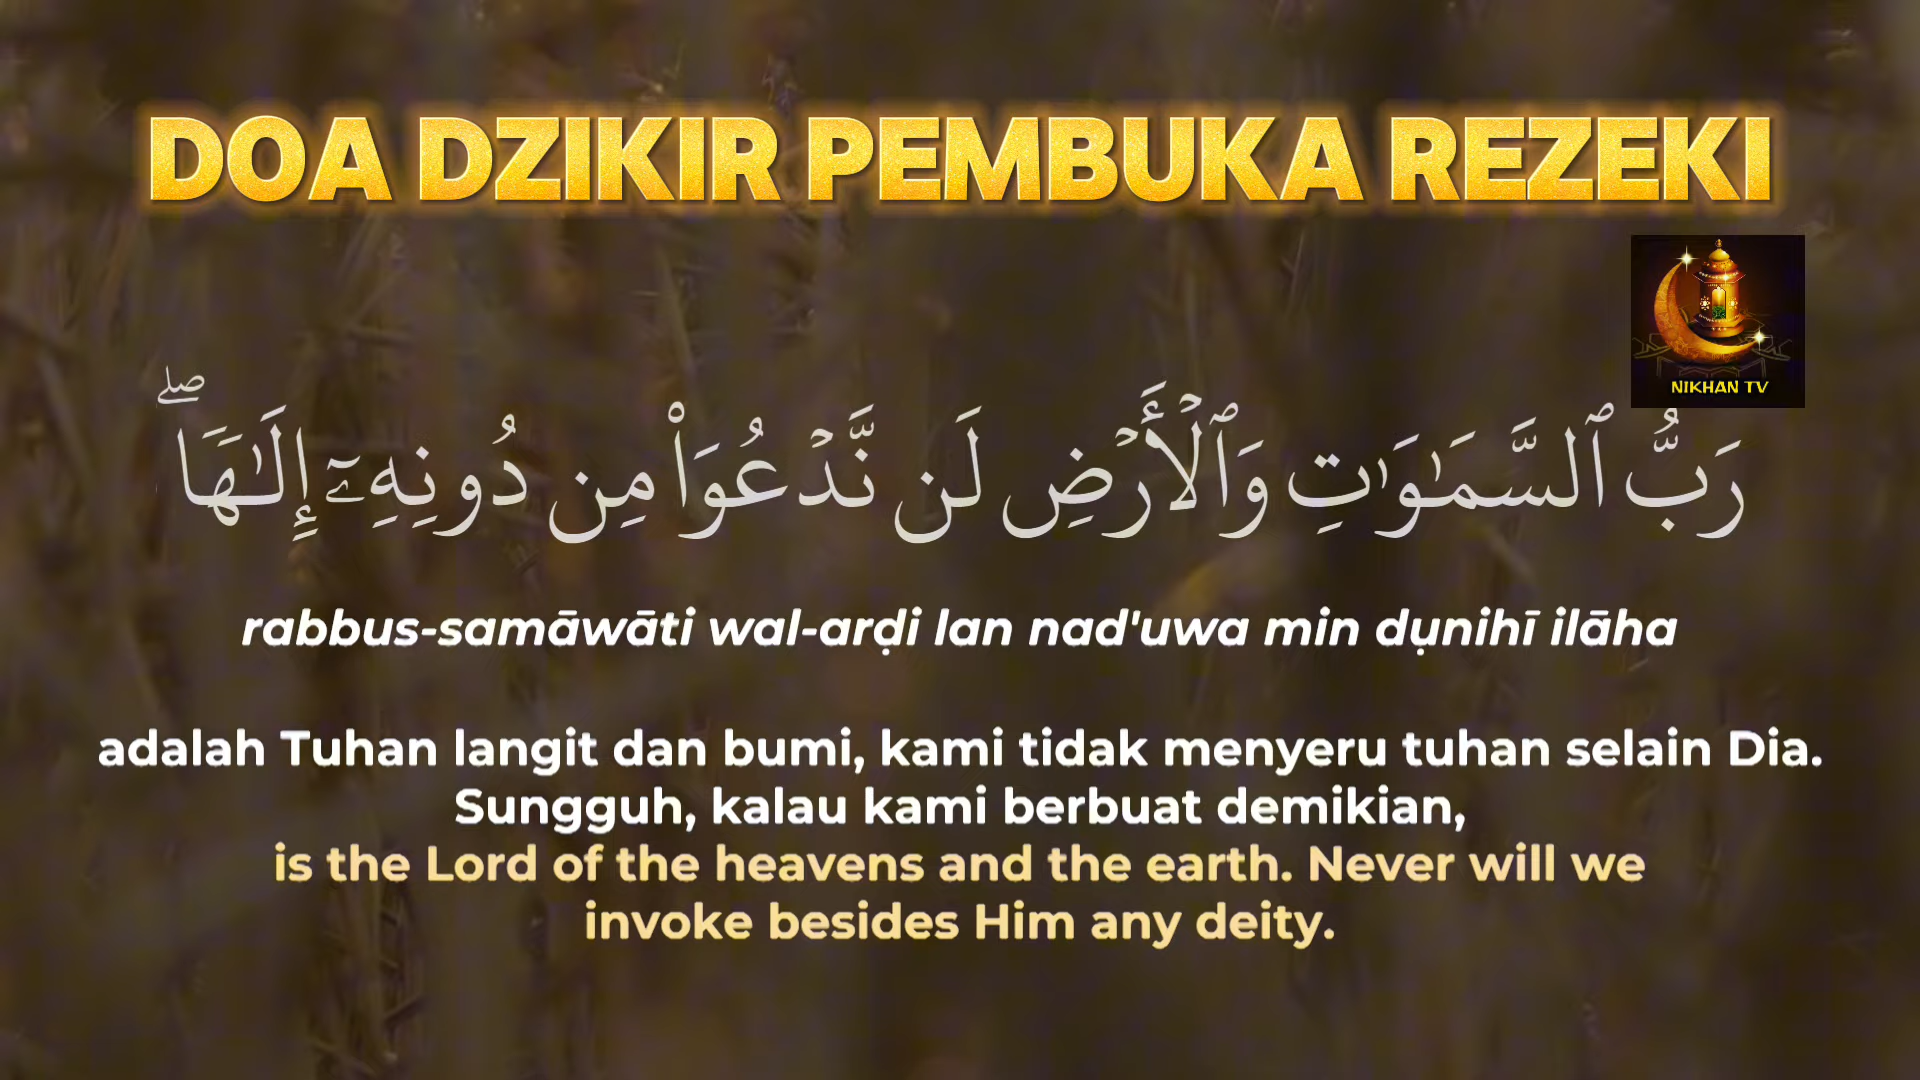 DOA DZIKIR PEMBUKA REZEKI
NIKHAN TV
رَبُّ ٱلسَّمَـٰوَٰتِ وَٱلۡأَرۡضِ لَن نَّدۡعُوَا۟ مِن دُونِهِۦۤ إِلَـٰهَاۖ
rabbus-samāwāti wal-arḍi lan nad'uwa min dụnihī ilāha
adalah Tuhan langit dan bumi, kami tidak menyeru tuhan selain Dia.
Sungguh, kalau kami berbuat demikian,
is the Lord of the heavens and the earth. Never will we
invoke besides Him any deity.